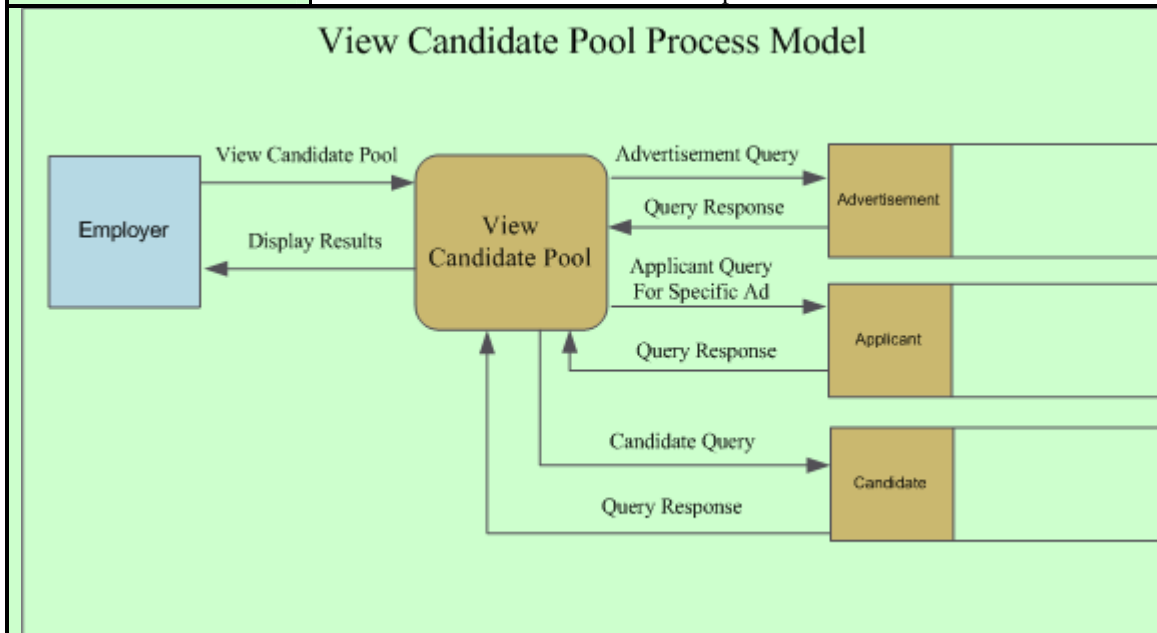 View Candidate Pool Process Model
View Candidate Pool
Advertisement Query
Employer
Display Results
View
Candidate Pool
Query Response
Advertisement
Applicant Query
For Specific Ad
Query Response
Applicant
Candidate Query
Query Response
Candidate